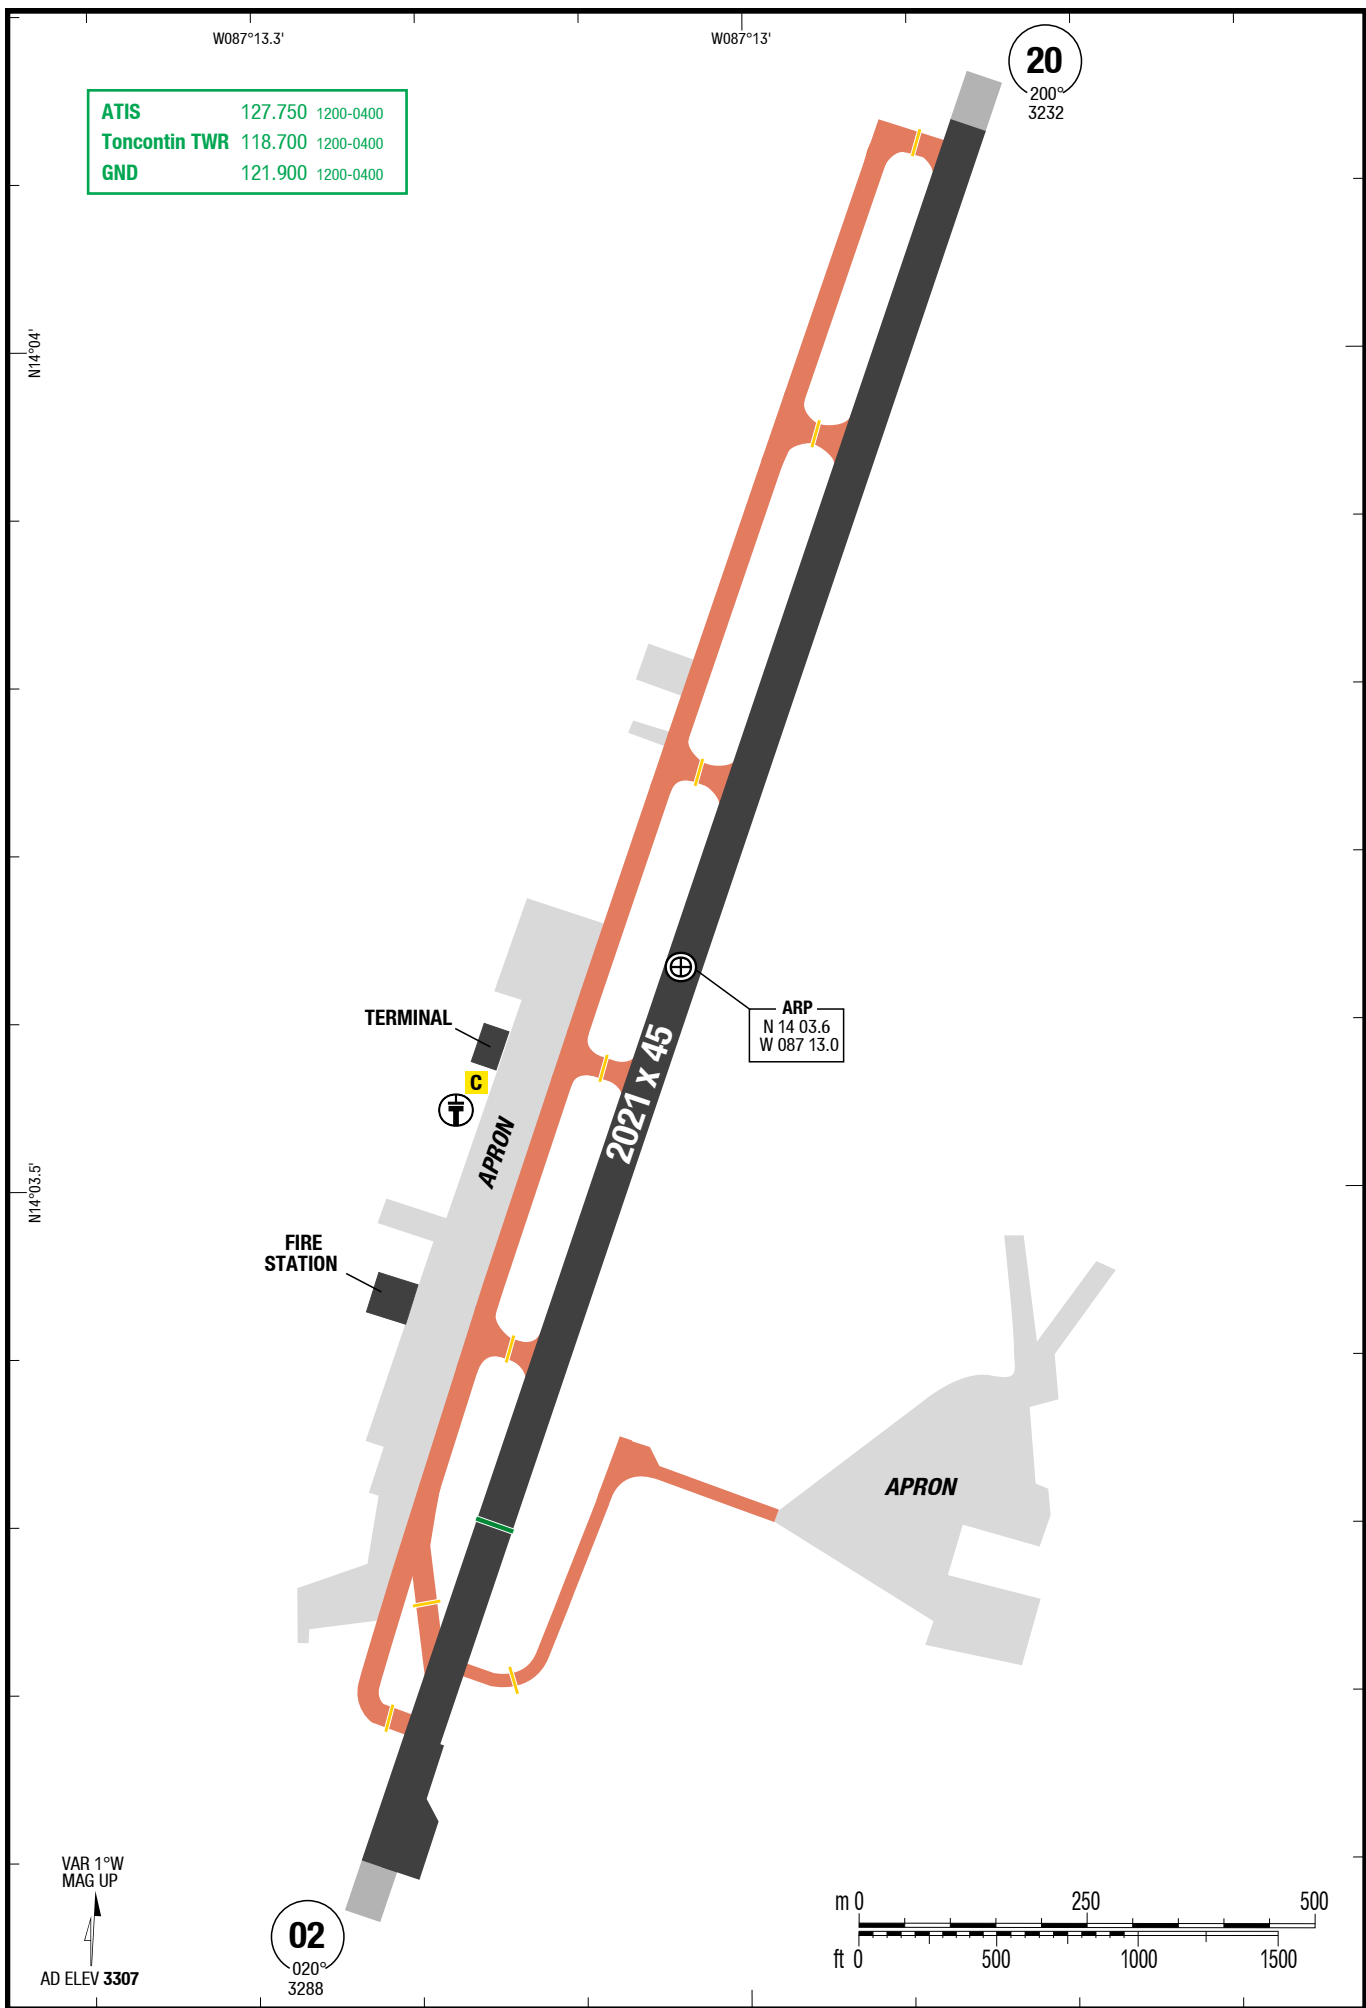 W087°13.3'
W087°13'
20
200°
3232
ATIS 127.750 1200-0400
Toncontin TWR 118.700 1200-0400
GND 121.900 1200-0400
N14°04'
TERMINAL
C
APRON
ARP
N 14 03.6
W 087 13.0
2021 x 45
N14°03.5'
FIRE
STATION
APRON
VAR 1°W
MAG UP
AD ELEV 3307
02
020°
3288
m 0 250 500
ft 0 500 1000 1500